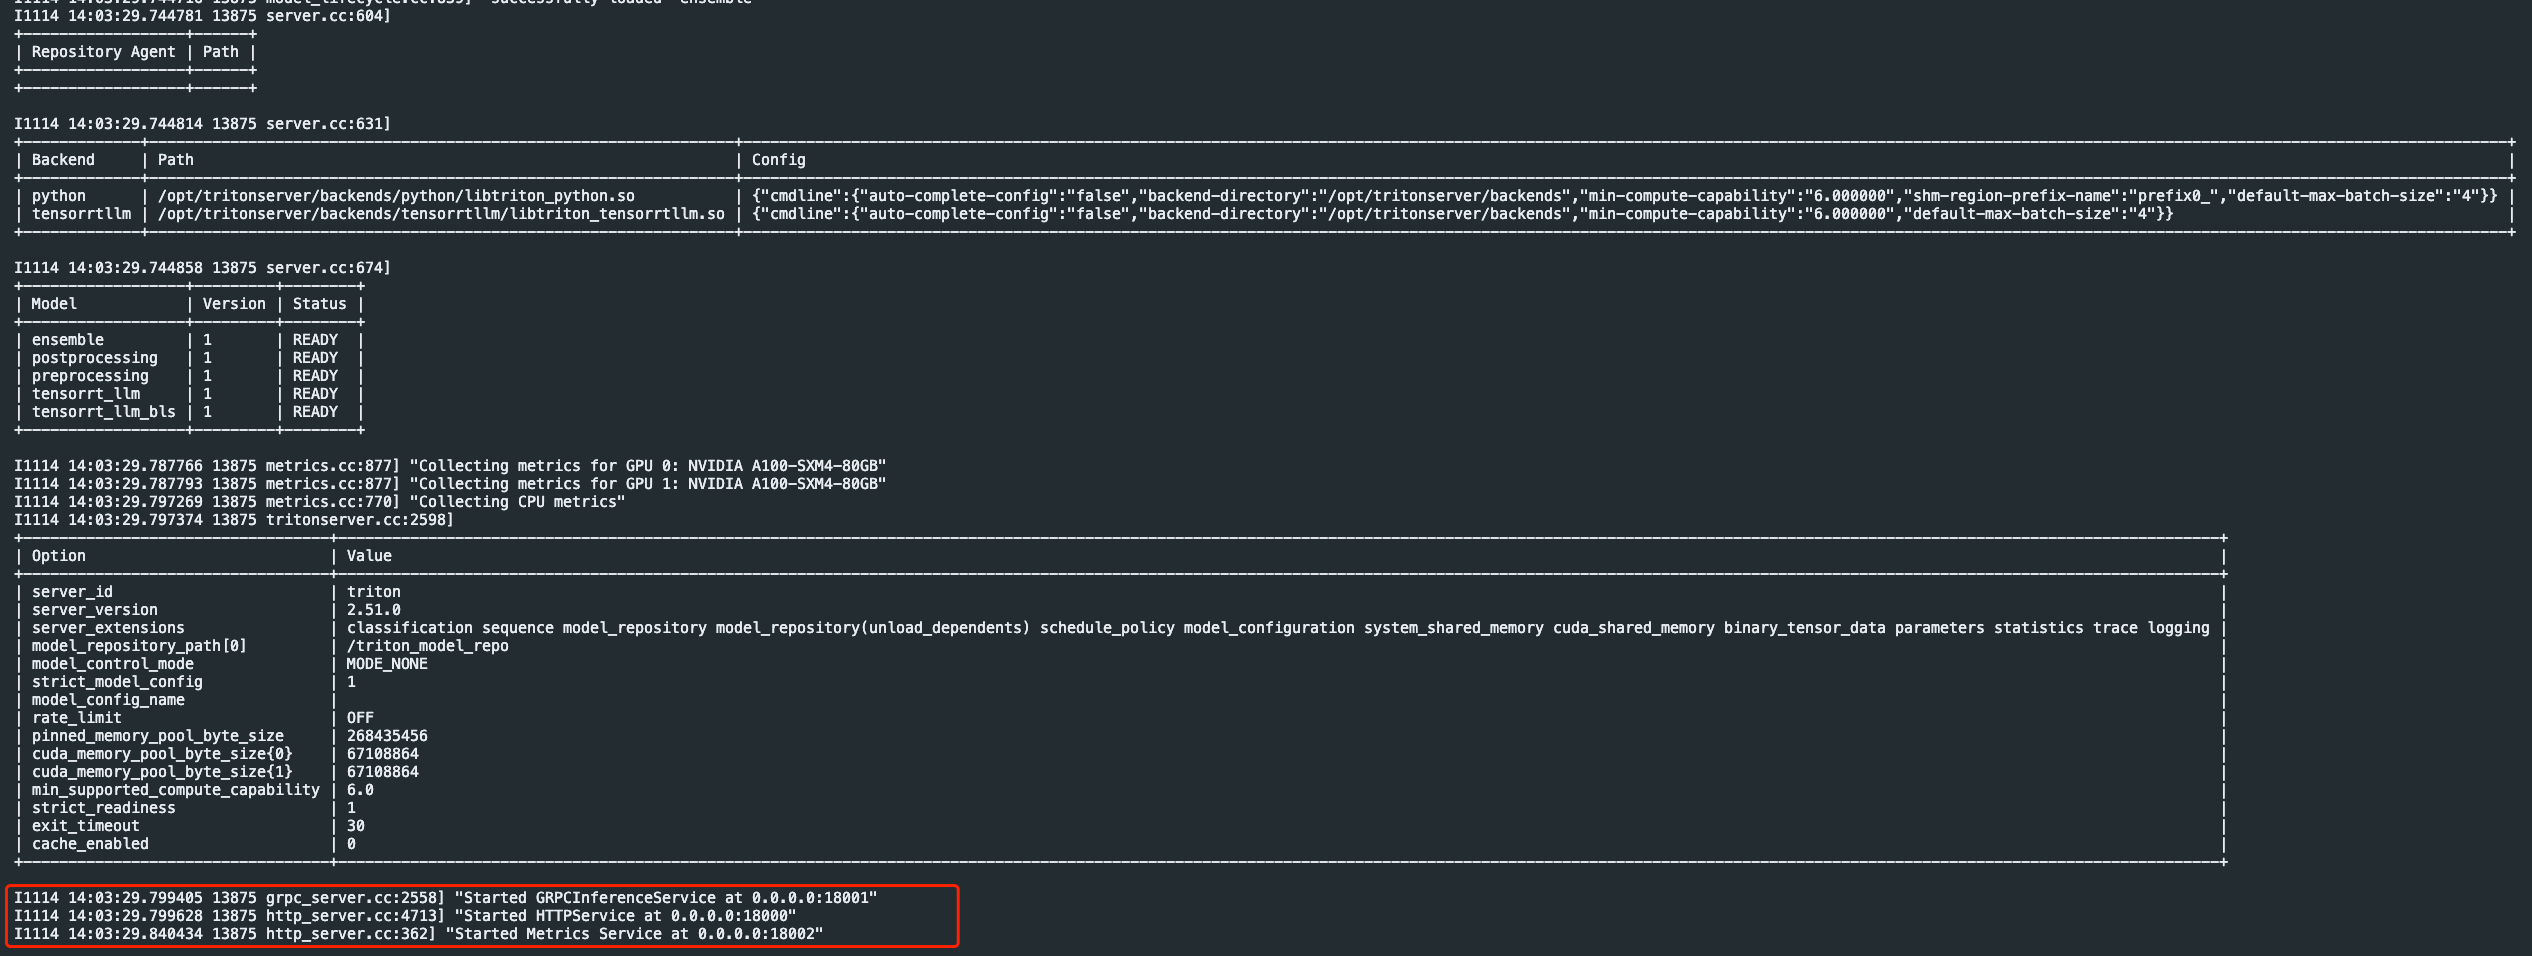 I1114 14:03:29.744781 13875 server.cc:604]
+------------------+------+
| Repository Agent | Path |
+------------------+------+
+------------------+------+
I1114 14:03:29.744814 13875 server.cc:631]
| Backend | Path | Config |
| python | /opt/tritonserver/backends/python/libtriton_python.so | {"cmdline":{"auto-complete-config":"false","backend-directory":"/opt/tritonserver/backends","min-compute-capability":"6.000000","shm-region-prefix-name":"prefix0_","default-max-batch-size":"4"}} |
| tensorrtllm | /opt/tritonserver/backends/tensorrtllm/libtriton_tensorrtllm.so | {"cmdline":{"auto-complete-config":"false","backend-directory":"/opt/tritonserver/backends","min-compute-capability":"6.000000","default-max-batch-size":"4"}} |
I1114 14:03:29.744858 13875 server.cc:674]
+------------------+---------+--------+
| Model | Version | Status |
+------------------+---------+--------+
| ensemble | 1 | READY |
| postprocessing | 1 | READY |
| preprocessing | 1 | READY |
| tensorrt_llm | 1 | READY |
| tensorrt_llm_bls | 1 | READY |
+------------------+---------+--------+
I1114 14:03:29.787766 13875 metrics.cc:877] "Collecting metrics for GPU 0: NVIDIA A100-SXM4-80GB"
I1114 14:03:29.787793 13875 metrics.cc:877] "Collecting metrics for GPU 1: NVIDIA A100-SXM4-80GB"
I1114 14:03:29.797269 13875 metrics.cc:770] "Collecting CPU metrics"
I1114 14:03:29.797374 13875 tritonserver.cc:2598]
| Option | Value |
| server_id | triton |
| server_version | 2.51.0 |
| server_extensions | classification sequence model_repository model_repository(unload_dependents) schedule_policy model_configuration system_shared_memory cuda_shared_memory binary_tensor_data parameters statistics trace logging |
| model_repository_path[0] | /triton_model_repo |
| model_control_mode | MODE_NONE |
| strict_model_config | 1 |
| model_config_name | |
| rate_limit | OFF |
| pinned_memory_pool_byte_size | 268435456 |
| cuda_memory_pool_byte_size{0} | 67108864 |
| cuda_memory_pool_byte_size{1} | 67108864 |
| min_supported_compute_capability | 6.0 |
| strict_readiness | 1 |
| exit_timeout | 30 |
| cache_enabled | 0 |
I1114 14:03:29.799405 13875 grpc_server.cc:2558] "Started GRPCInferenceService at 0.0.0.0:18001"
I1114 14:03:29.799628 13875 http_server.cc:4713] "Started HTTPService at 0.0.0.0:18000"
I1114 14:03:29.840434 13875 http_server.cc:362] "Started Metrics Service at 0.0.0.0:18002"